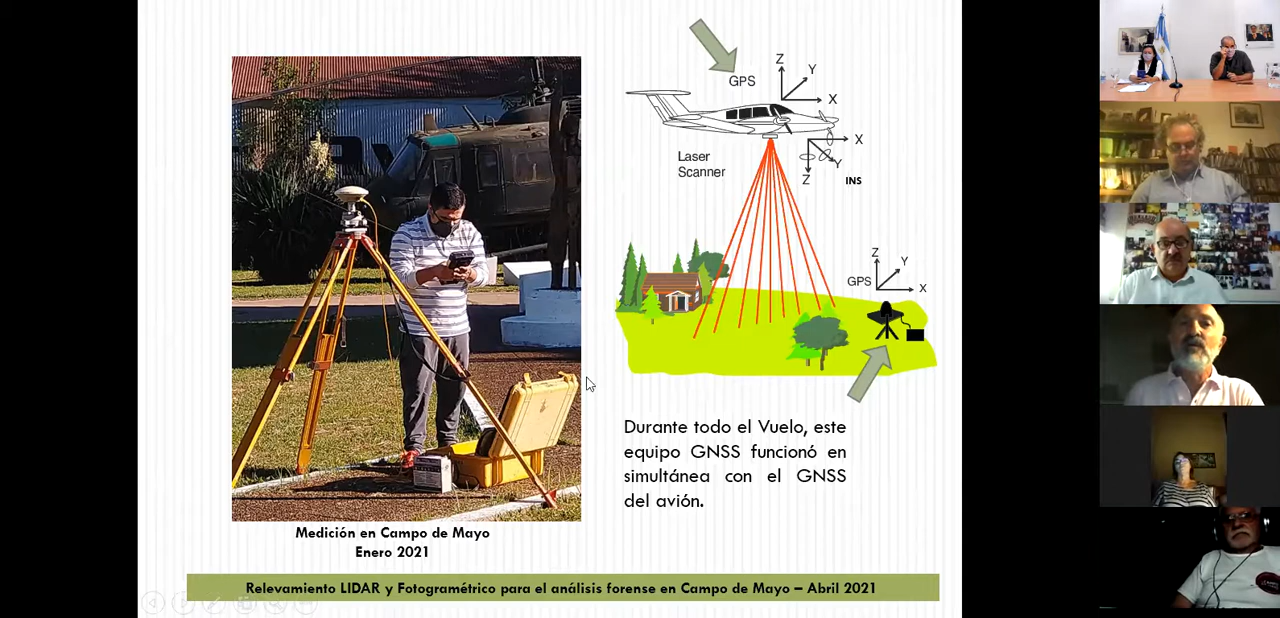 Z
Y
GPS
X
X
Y
Z
INS
Laser
Scanner
Z
Y
GPS
X
Durante todo el Vuelo, este
equipo GNSS funcionó en
simultánea con el GNSS
del avión.
Medición en Campo de Mayo
Enero 2021
Relevamiento LIDAR y Fotogramétrico para el análisis forense en Campo de Mayo – Abril 2021